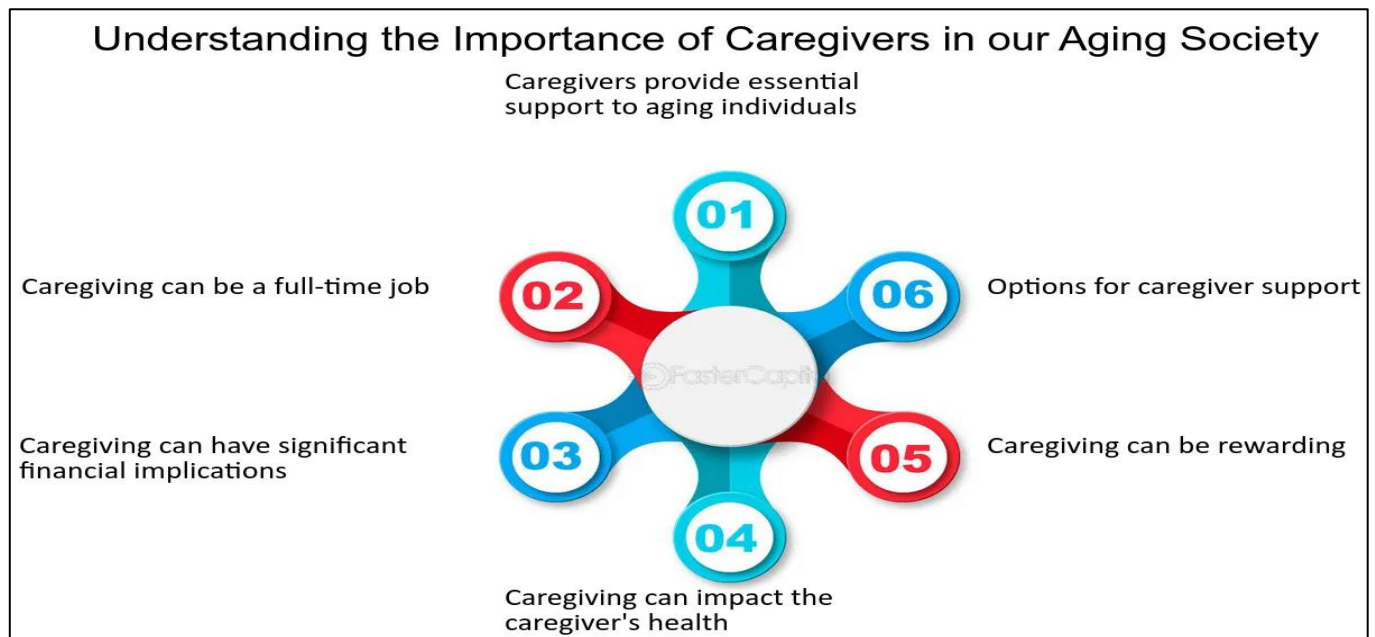 Understanding the Importance of Caregivers in our Aging Society
Caregivers provide essential
support to aging individuals
01
Caregiving can be a full-time job
02
06
Options for caregiver support
FasterCapital
Caregiving can have significant
financial implications
03
05
Caregiving can be rewarding
04
Caregiving can impact the
caregiver's health